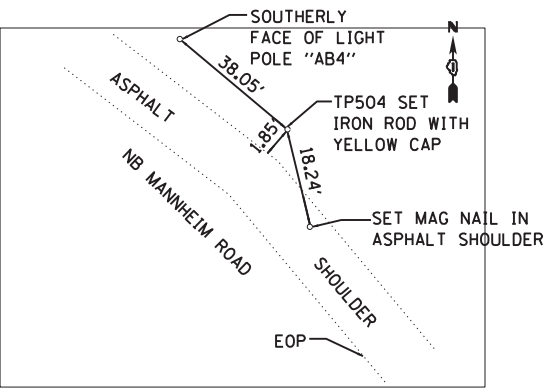 SOUTHERLY
FACE OF LIGHT
POLE "AB4"
N
38.05'
ASPHALT
TP504 SET
IRON ROD WITH
YELLOW CAP
1.85'
18.24'
NB MANNHEIM ROAD
SET MAG NAIL IN
ASPHALT SHOULDER
SHOULDER
EOP